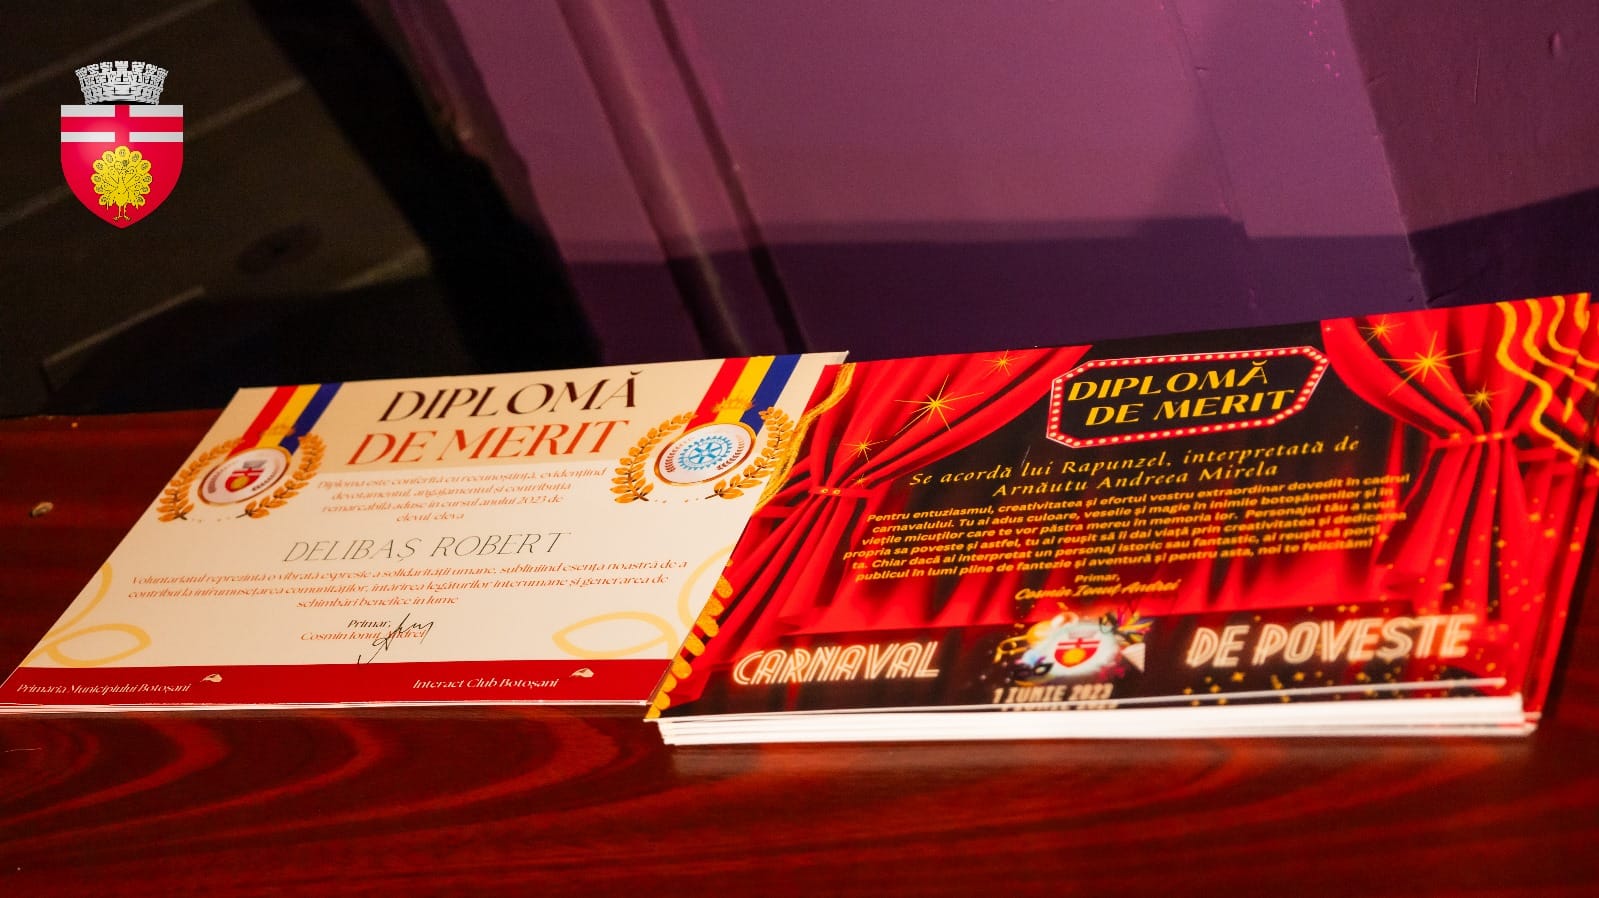 DIPLOMĂ
DE MERIT
Diploma este conferită cu recunoștință, evidențiind
devotamentul, angajamentul și contribuția
remarcabilă aduse în cursul anului 2023 de
elevul/eleva
DELIBAȘ ROBERT
Voluntariatul reprezintă o vibrată expresie a solidarității umane, subliniind esența noastră de a
contribui la înfrumusețarea comunităților, întărirea legăturilor interumane și generarea de
schimbări benefice în lume
Primar,
Cosmin Ionuț Andrei
Primăria Municipiului Botoșani
Interact Club Botoșani
DIPLOMĂ
DE MERIT
Se acordă lui Rapunzel, interpretată de
Arnăutu Andreea Mirela
Pentru entuziasmul, creativitatea și efortul vostru extraordinar dovedit în cadrul
carnavalului. Tu ai adus culoare, veselie și magie în inimile botoșănenilor și în
viețile micuților care te vor păstra mereu în memoria lor. Personajul tău a avut
propria sa poveste și astfel, tu ai reușit să îi dai viață prin creativitatea și dedicarea
ta. Chiar dacă ai interpretat un personaj istoric sau fantastic, ai reușit să porți
publicul în lumi pline de fantezie și aventură și pentru asta, noi te felicităm!
Primar,
Cosmin Ionuț Andrei
CARNAVAL DE POVESTE
1 IUNIE 2023